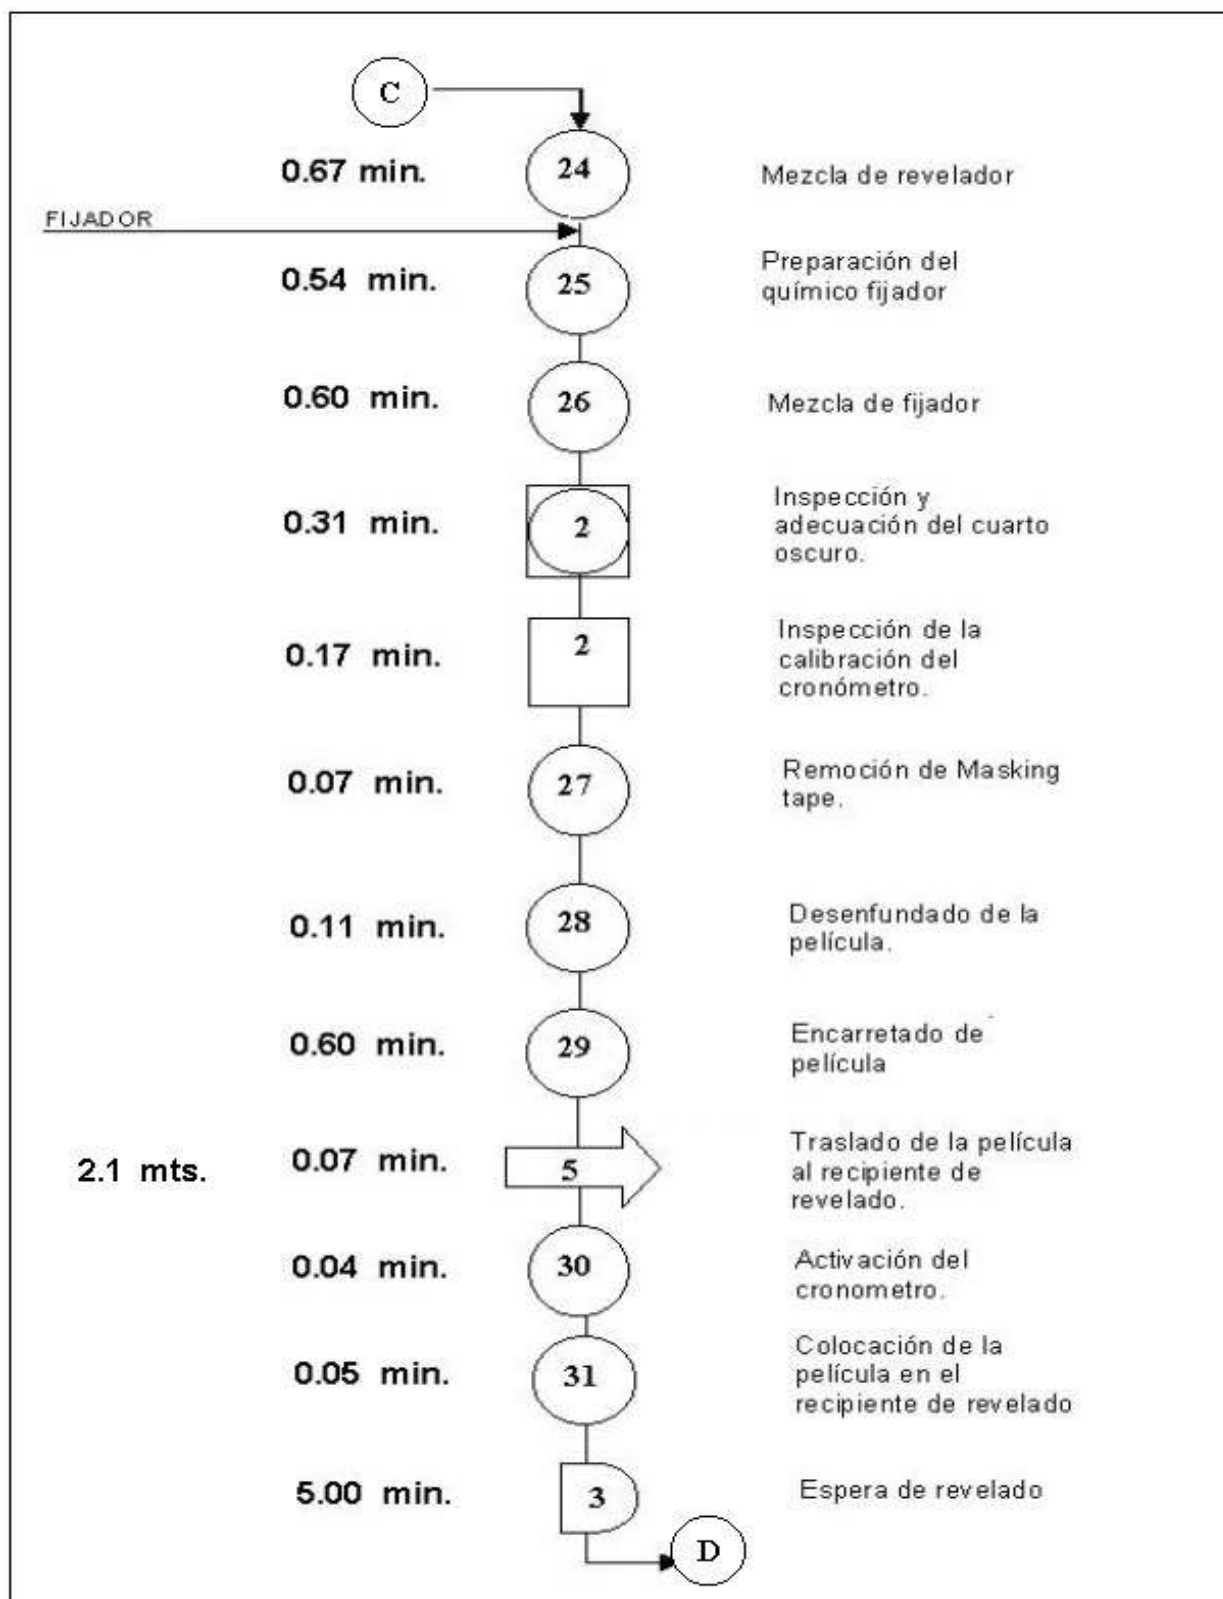 C
0.67 min.
24
Mezcla de revelador
FIJADOR
0.54 min.
25
Preparación del
químico fijador
0.60 min.
26
Mezcla de fijador
0.31 min.
2
Inspección y
adecuación del cuarto
oscuro.
0.17 min.
2
Inspección de la
calibración del
cronómetro.
0.07 min.
27
Remoción de Masking
tape.
0.11 min.
28
Desenfundado de la
película.
0.60 min.
29
Encarretado de
película
2.1 mts.
0.07 min.
5
Traslado de la película
al recipiente de
revelado.
0.04 min.
30
Activación del
cronometro.
0.05 min.
31
Colocación de la
película en el
recipiente de revelado
5.00 min.
3
Espera de revelado
D